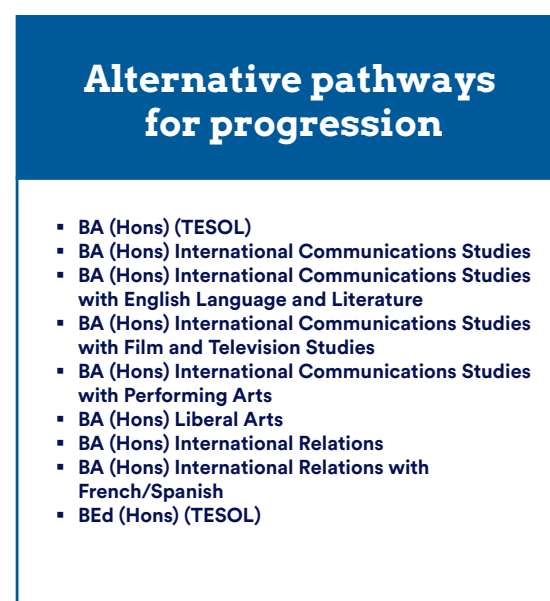 Alternative pathways
for progression
▪ BA (Hons) (TESOL)
▪ BA (Hons) International Communications Studies
▪ BA (Hons) International Communications Studies
with English Language and Literature
▪ BA (Hons) International Communications Studies
with Film and Television Studies
▪ BA (Hons) International Communications Studies
with Performing Arts
▪ BA (Hons) Liberal Arts
▪ BA (Hons) International Relations
▪ BA (Hons) International Relations with
French/Spanish
▪ BEd (Hons) (TESOL)